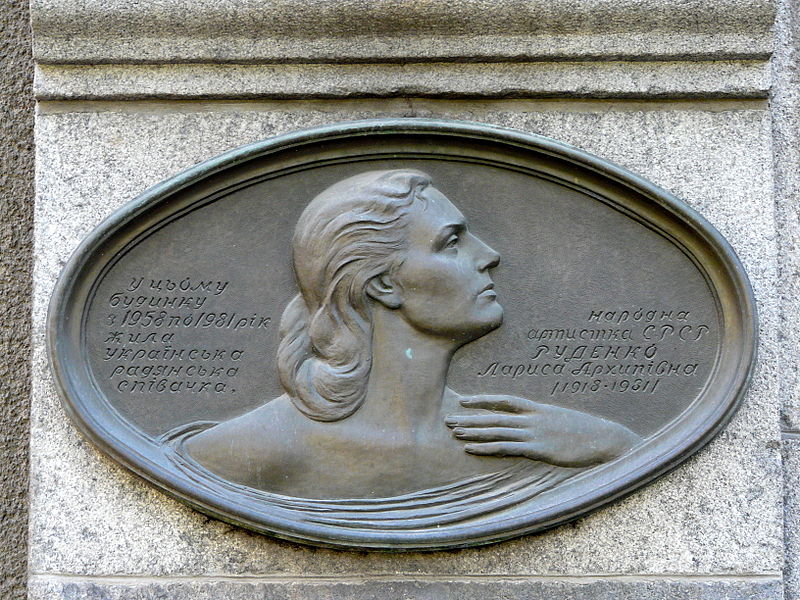 У цьому
будинку
з 1958 по 1981 рік
жила
українська
радянська
співачка.
народна
артистка СРСР
РУДЕНКО
Лариса Архипівна
/1918-1981/